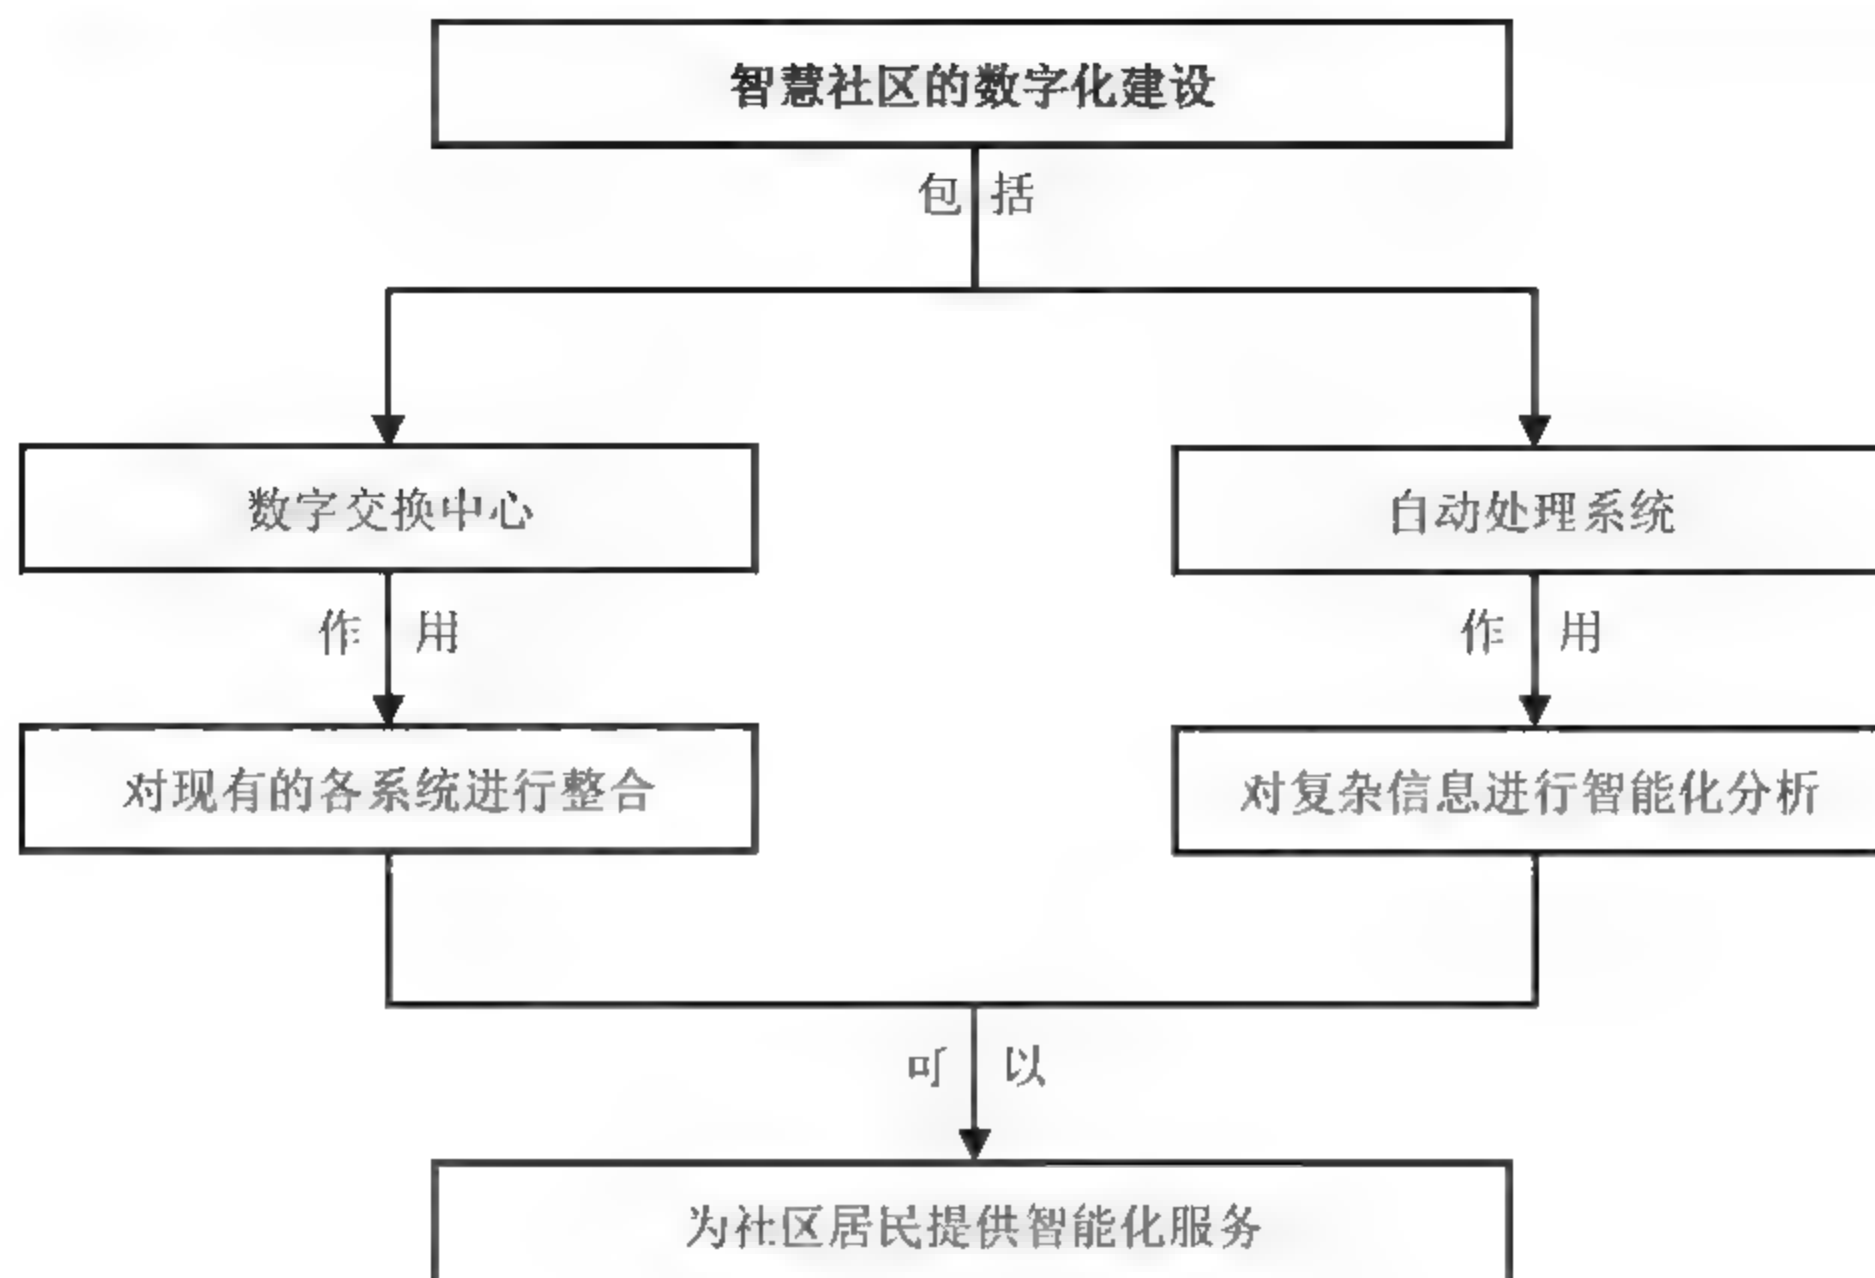 智慧社区的数字化建设
包括
数字交换中心
自动处理系统
作用
作用
对现有的各系统进行整合
对复杂信息进行智能化分析
可以
为社区居民提供智能化服务